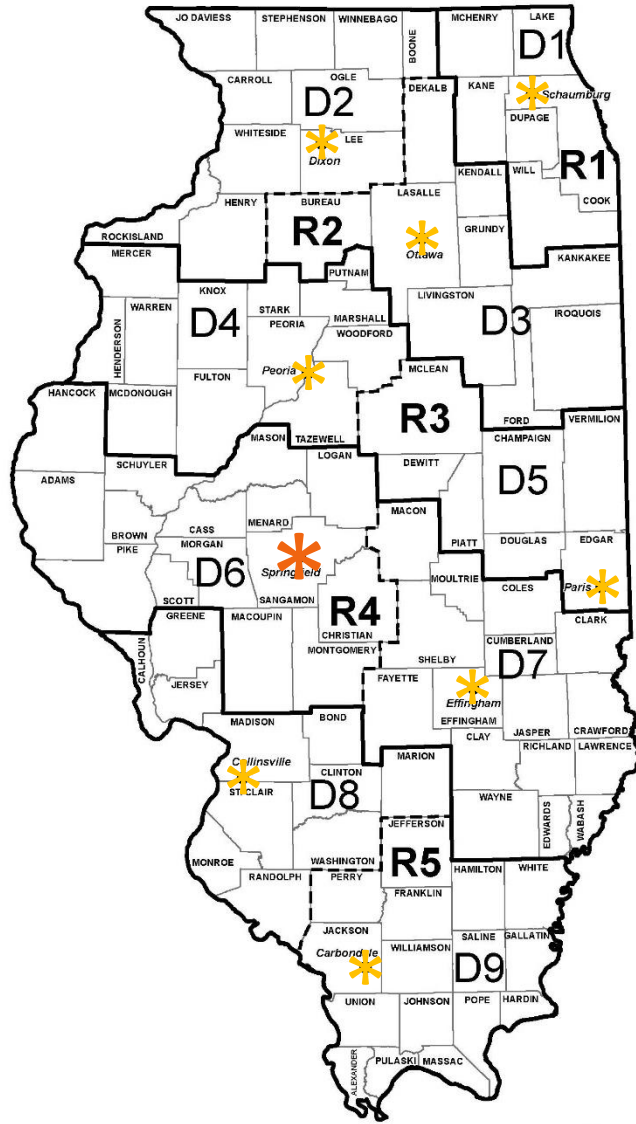 JO DAVIESS
STEPHENSON
WINNEBAGO
BOONE
MCHENRY
LAKE
D1
CARROLL
OGLE
D2
DEKALB
KANE
Schaumburg
DUPAGE
WHITESIDE
LEE
Dixon
R1
KENDALL
WILL
COOK
LASALLE
HENRY
BUREAU
R2
ROCKISLAND
GRUNDY
Ottawa
MERCER
KANKAKEE
PUTNAM
KNOX
LIVINGSTON
WARREN
D4
STARK
PEORIA
MARSHALL
D3
IROQUOIS
HENDERSON
WOODFORD
Peoria
MCLEAN
FULTON
HANCOCK
MCDONOUGH
R3
FORD
VERMILION
MASON
TAZEWELL
CHAMPAIGN
SCHUYLER
LOGAN
DEWITT
ADAMS
D5
MENARD
MACON
CASS
BROWN
PIKE
MORGAN
PIATT
DOUGLAS
EDGAR
D6
Springfield
MOULTRIE
COLES
Paris
SCOTT
SANGAMON
R4
GREENE
MACOUPIN
CLARK
CHRISTIAN
MONTGOMERY
CUMBERLAND
D7
CALHOUN
SHELBY
FAYETTE
JERSEY
Effingham
MADISON
BOND
EFFINGHAM
JASPER
CRAWFORD
CLAY
RICHLAND
LAWRENCE
Collinsville
MARION
CLINTON
ST.CLAIR
D8
WAYNE
EDWARDS
WABASH
JEFFERSON
MONROE
WASHINGTON
R5
RANDOLPH
PERRY
HAMILTON
WHITE
FRANKLIN
JACKSON
SALINE
GALLATIN
Carbondale
WILLIAMSON
D9
UNION
JOHNSON
POPE
HARDIN
ALEXANDER
PULASKI
MASSAC